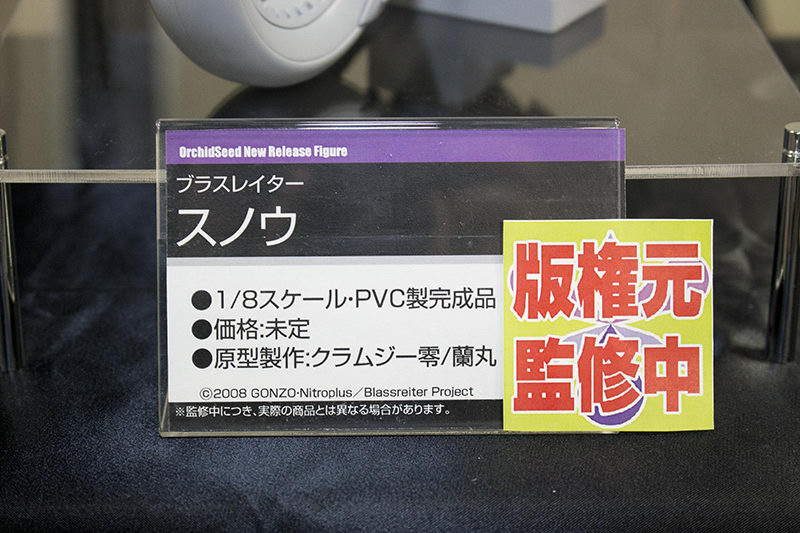 OrchidSeed New Release Figure
ブラスレイター
スノウ
●1/8スケール・PVC製完成品
●価格:未定
●原型製作:クラムジー零/蘭丸
©2008 GONZO・Nitroplus／Blassreiter Project
※監修中につき、実際の商品とは異なる場合があります。
版権元
監修中